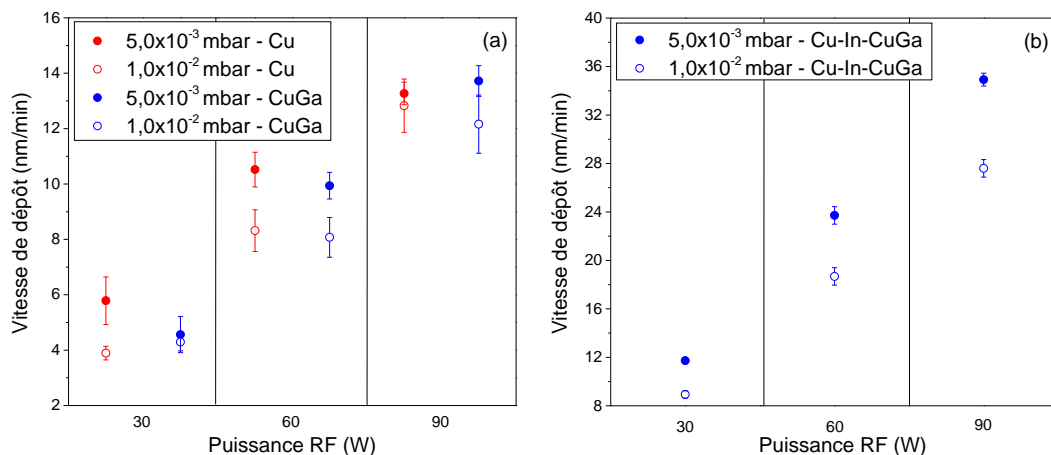 (a)
5,0x10⁻³ mbar - Cu
1,0x10⁻² mbar - Cu
5,0x10⁻³ mbar - CuGa
1,0x10⁻² mbar - CuGa
16
14
12
10
8
6
4
2
Vitesse de dépôt (nm/min)
30
60
90
Puissance RF (W)
(b)
5,0x10⁻³ mbar - Cu-In-CuGa
1,0x10⁻² mbar - Cu-In-CuGa
40
36
32
28
24
20
16
12
8
Vitesse de dépôt (nm/min)
30
60
90
Puissance RF (W)